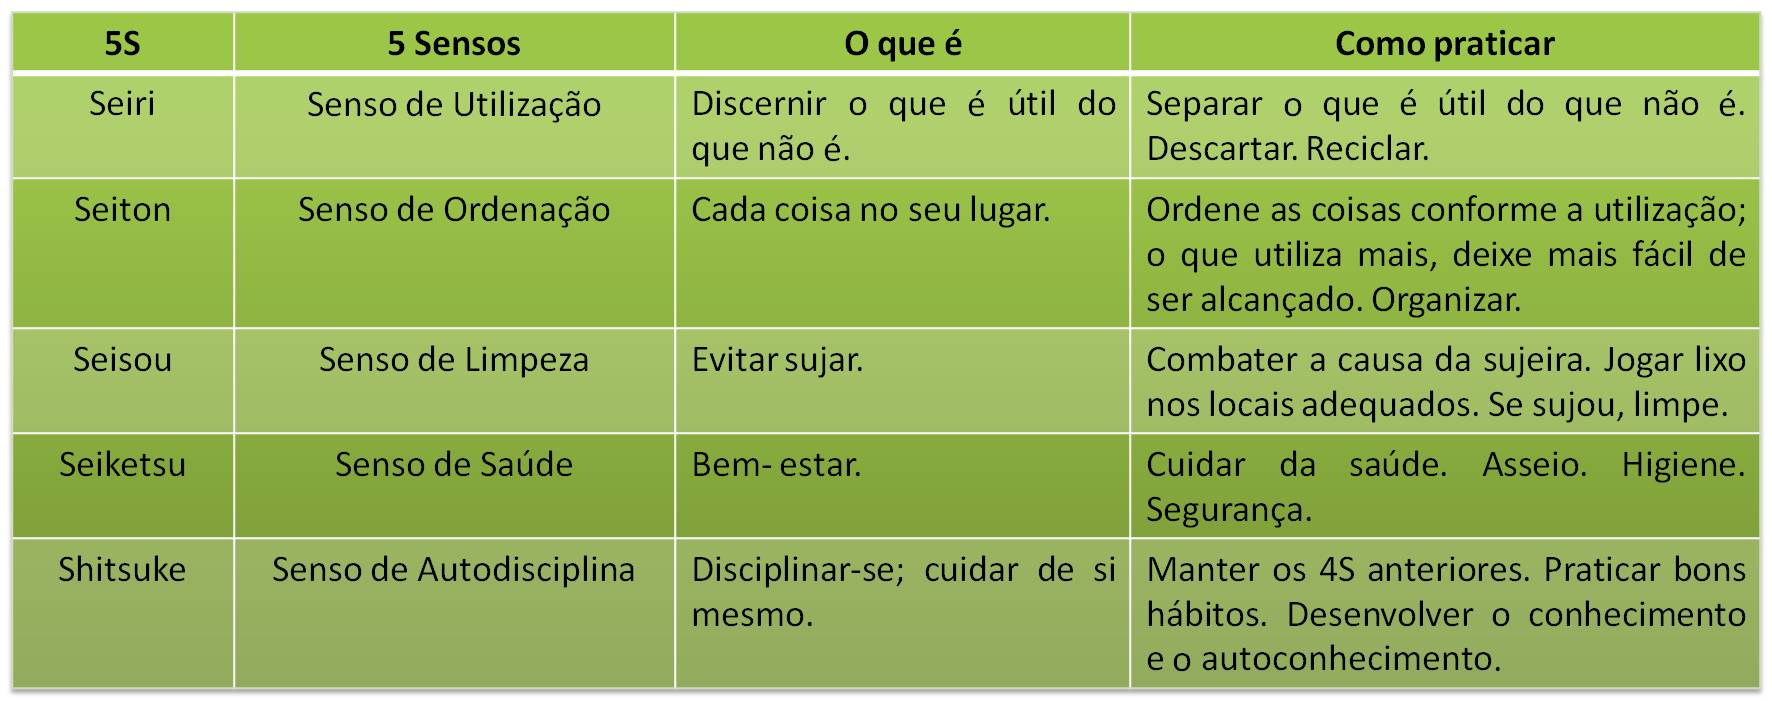 5S 5 Sensos O que é Como praticar
Seiri Senso de Utilização Discernir o que é útil do Separar o que é útil do que não é.
que não é. Descartar. Reciclar.
Seiton Senso de Ordenação Cada coisa no seu lugar. Ordene as coisas conforme a utilização;
o que utiliza mais, deixe mais fácil de
ser alcançado. Organizar.
Seisou Senso de Limpeza Evitar sujar. Combater a causa da sujeira. Jogar lixo
nos locais adequados. Se sujou, limpe.
Seiketsu Senso de Saúde Bem- estar. Cuidar da saúde. Asseio. Higiene.
Segurança.
Shitsuke Senso de Autodisciplina Disciplinar-se; cuidar de si Manter os 4S anteriores. Praticar bons
mesmo. hábitos. Desenvolver o conhecimento
e o autoconhecimento.